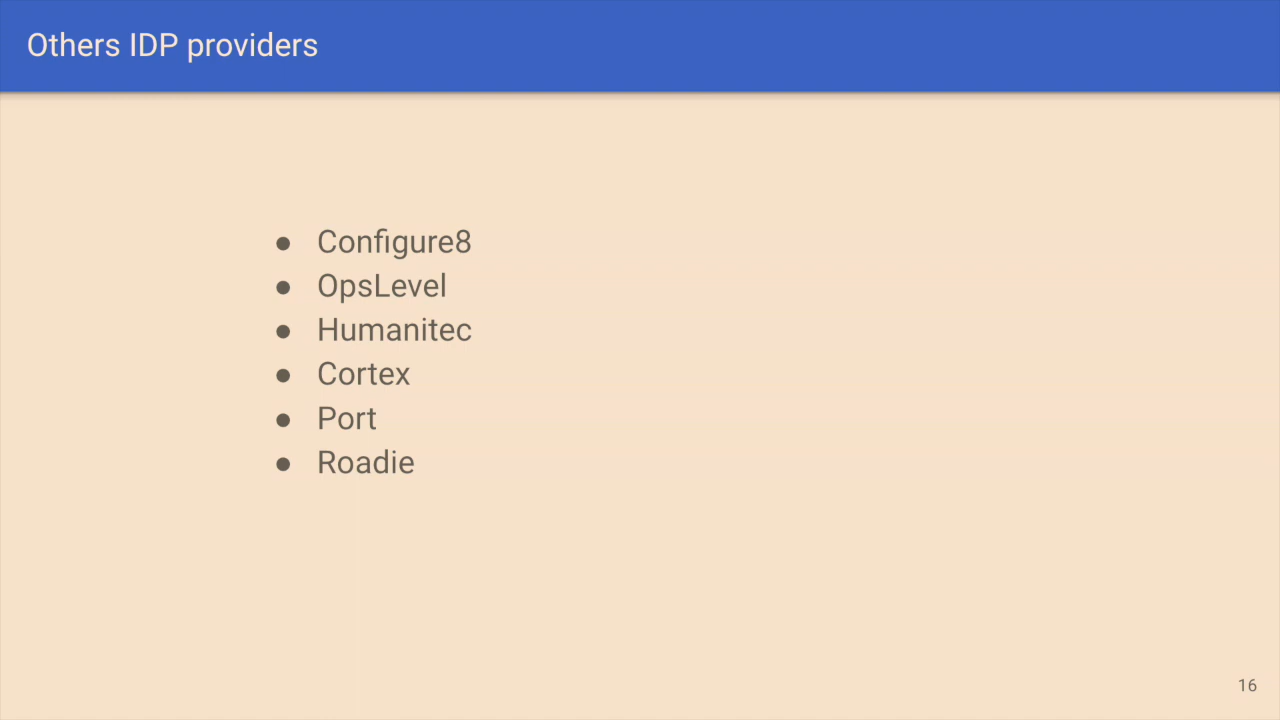 Others IDP providers
● Configure8
● OpsLevel
● Humanitec
● Cortex
● Port
● Roadie
16